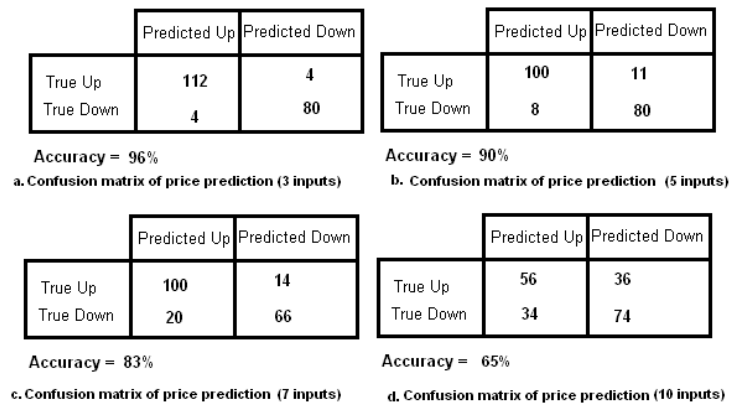 Predicted Up Predicted Down
True Up 112 4
True Down 4 80
Accuracy = 96%
a. Confusion matrix of price prediction (3 inputs)
Predicted Up Predicted Down
True Up 100 11
True Down 8 80
Accuracy = 90%
b. Confusion matrix of price prediction (5 inputs)
Predicted Up Predicted Down
True Up 100 14
True Down 20 66
Accuracy = 83%
c. Confusion matrix of price prediction (7 inputs)
Predicted Up Predicted Down
True Up 56 36
True Down 34 74
Accuracy = 65%
d. Confusion matrix of price prediction (10 inputs)